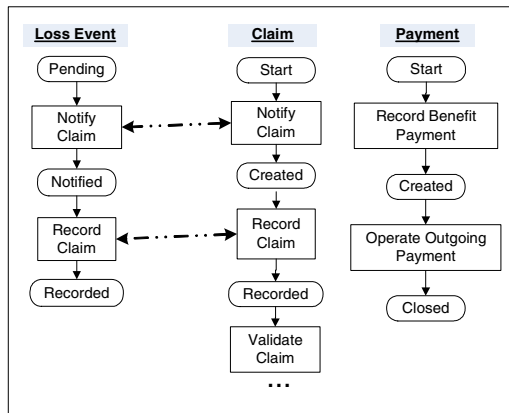 Loss Event
Pending
Notify
Claim
Notified
Record
Claim
Recorded
Claim
Start
Notify
Claim
Created
Record
Claim
Recorded
Validate
Claim
...
Payment
Start
Record Benefit
Payment
Created
Operate Outgoing
Payment
Closed